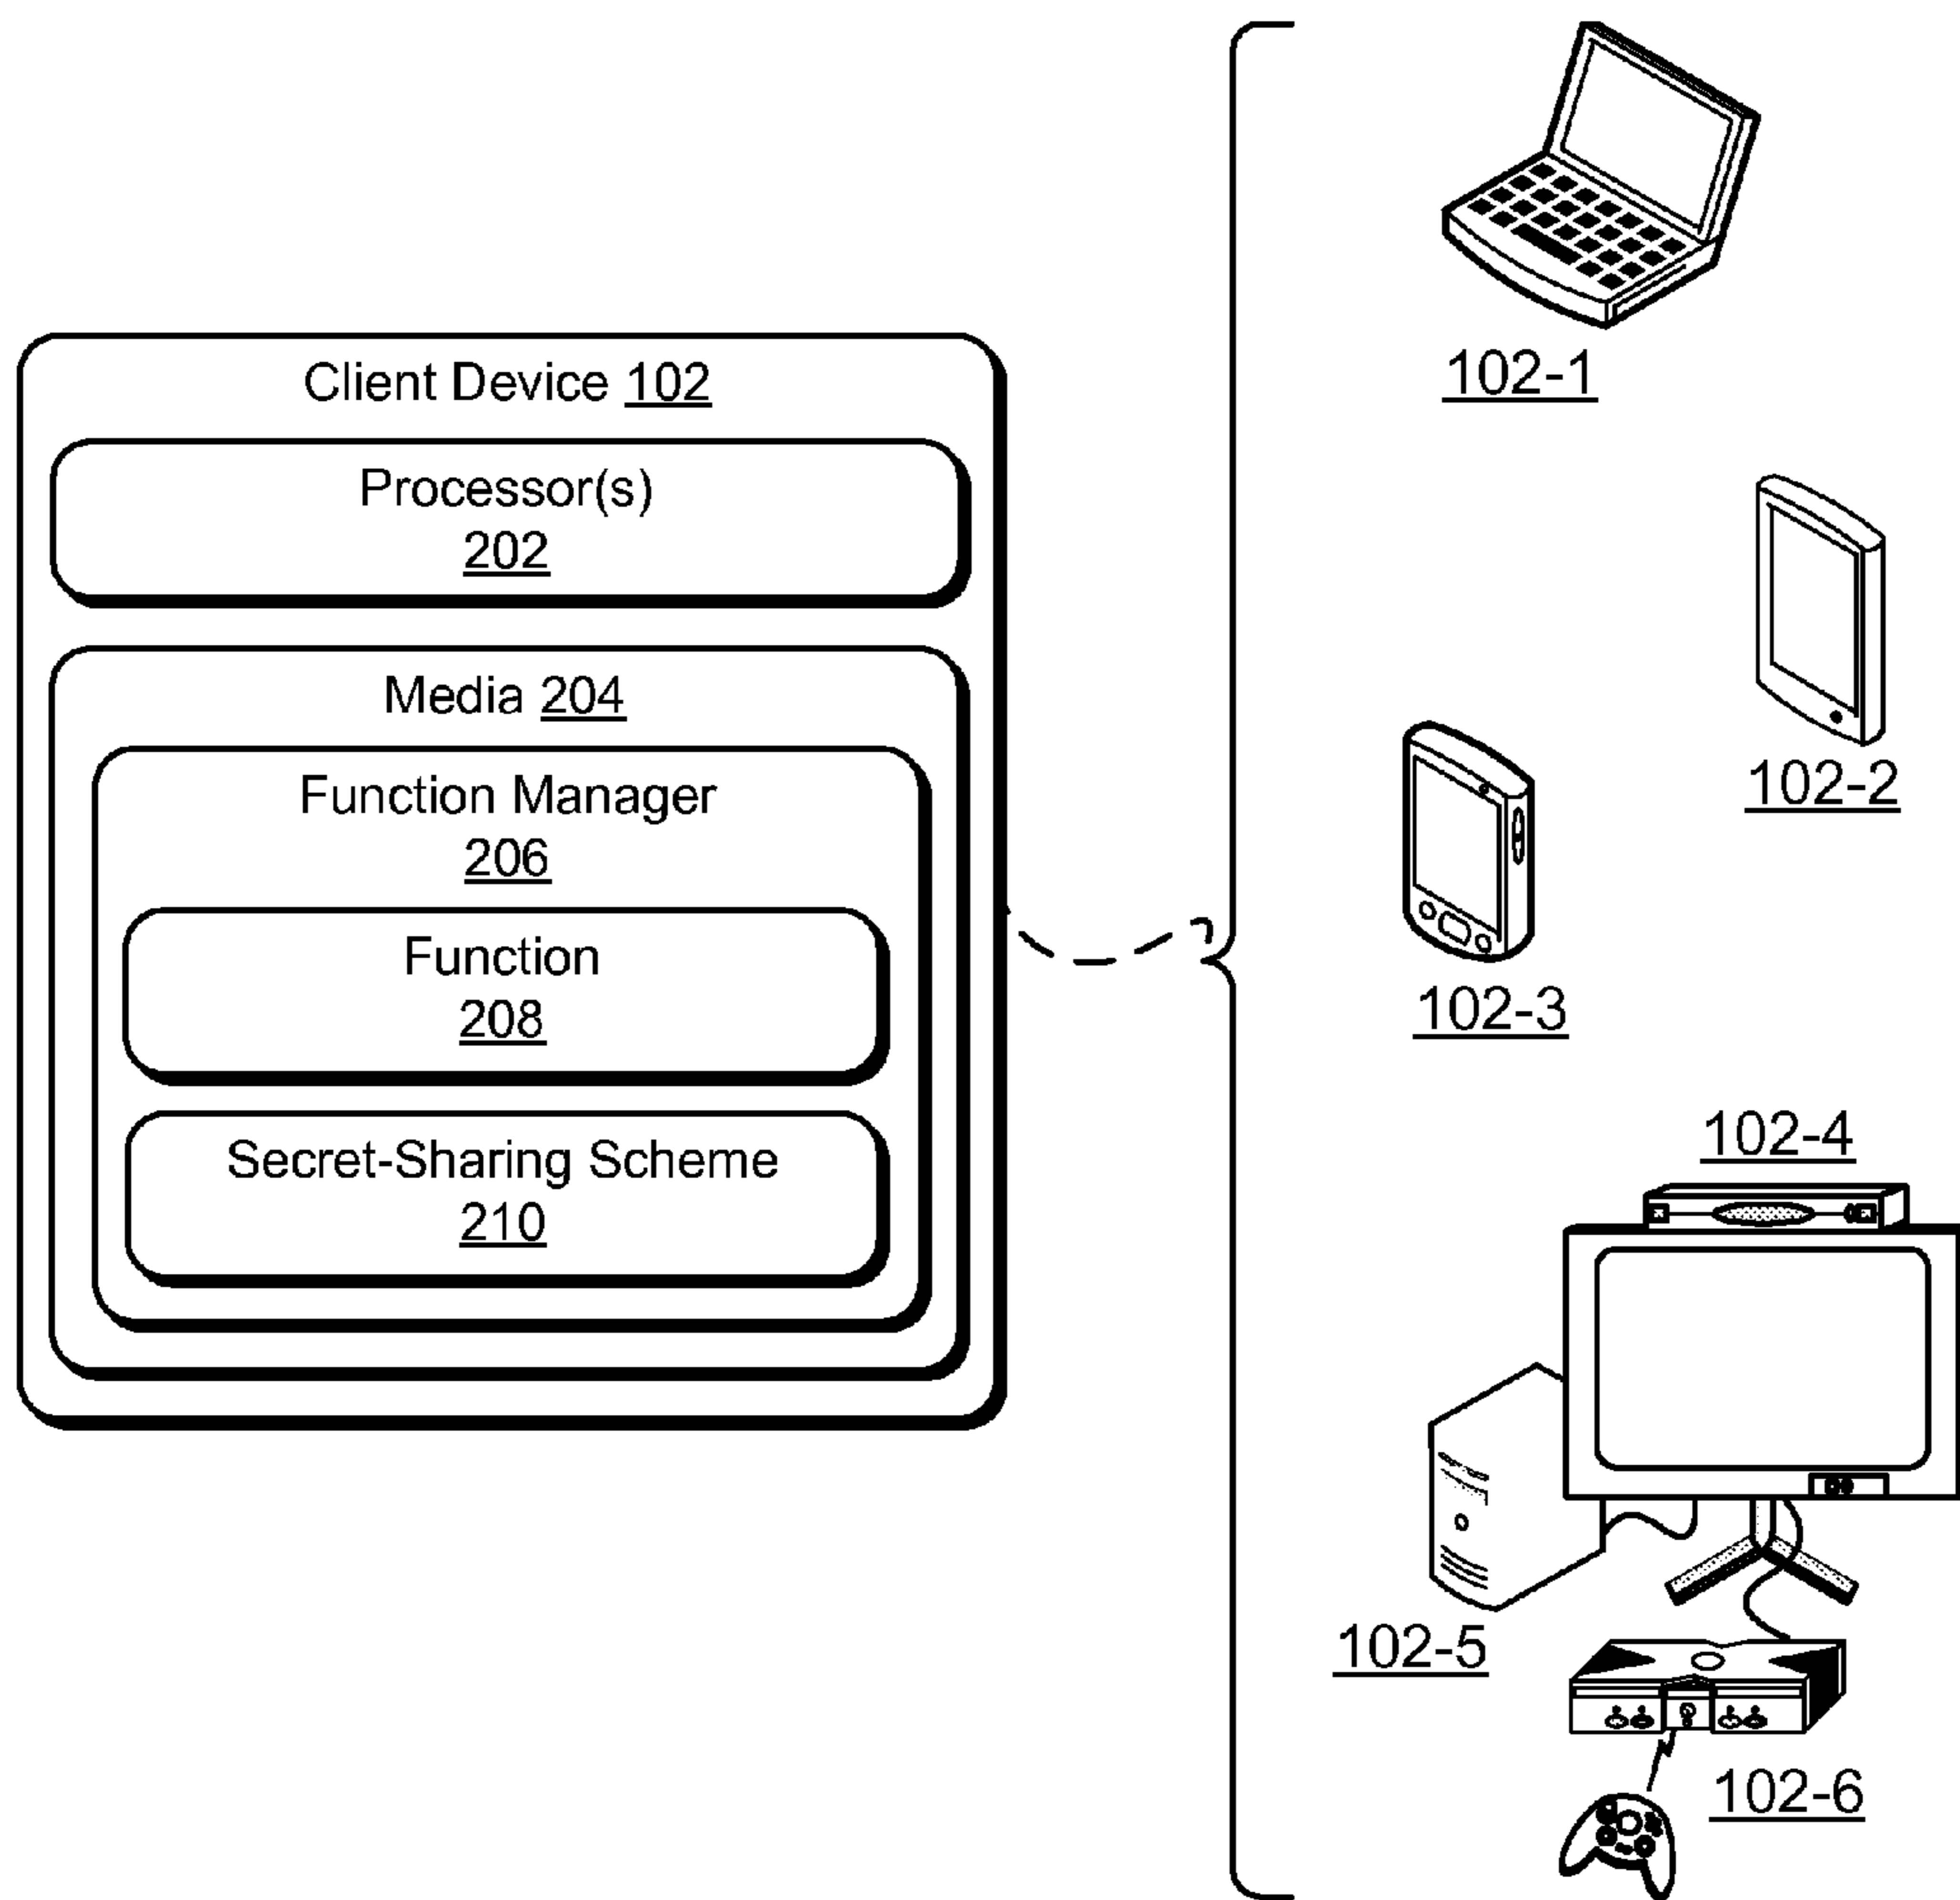 Client Device 102
Processor(s)
202
Media 204
Function Manager
206
Function
208
Secret-Sharing Scheme
210
102-1
102-2
102-3
102-4
102-5
102-6